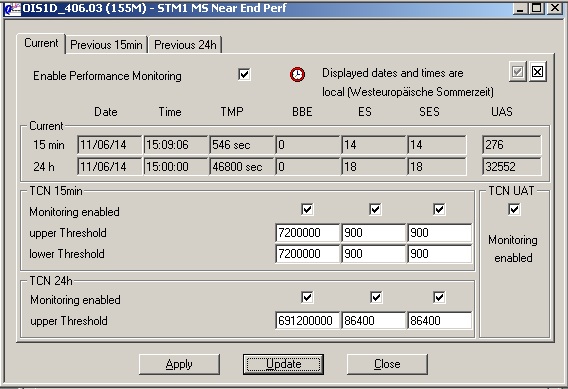 OIS1D_406.03 (155M) - STM1 MS Near End Perf
Current Previous 15min Previous 24h
Enable Performance Monitoring Displayed dates and times are
local (Westeuropäische Sommerzeit)
Date Time TMP BBE ES SES UAS
Current
15 min 11/06/14 15:09:06 546 sec 0 14 14 276
24 h 11/06/14 15:00:00 46800 sec 0 18 18 32552
TCN 15min TCN UAT
Monitoring enabled
upper Threshold 7200000 900 900 Monitoring
lower Threshold 7200000 900 900 enabled
TCN 24h
Monitoring enabled
upper Threshold 691200000 86400 86400
Apply Update Close